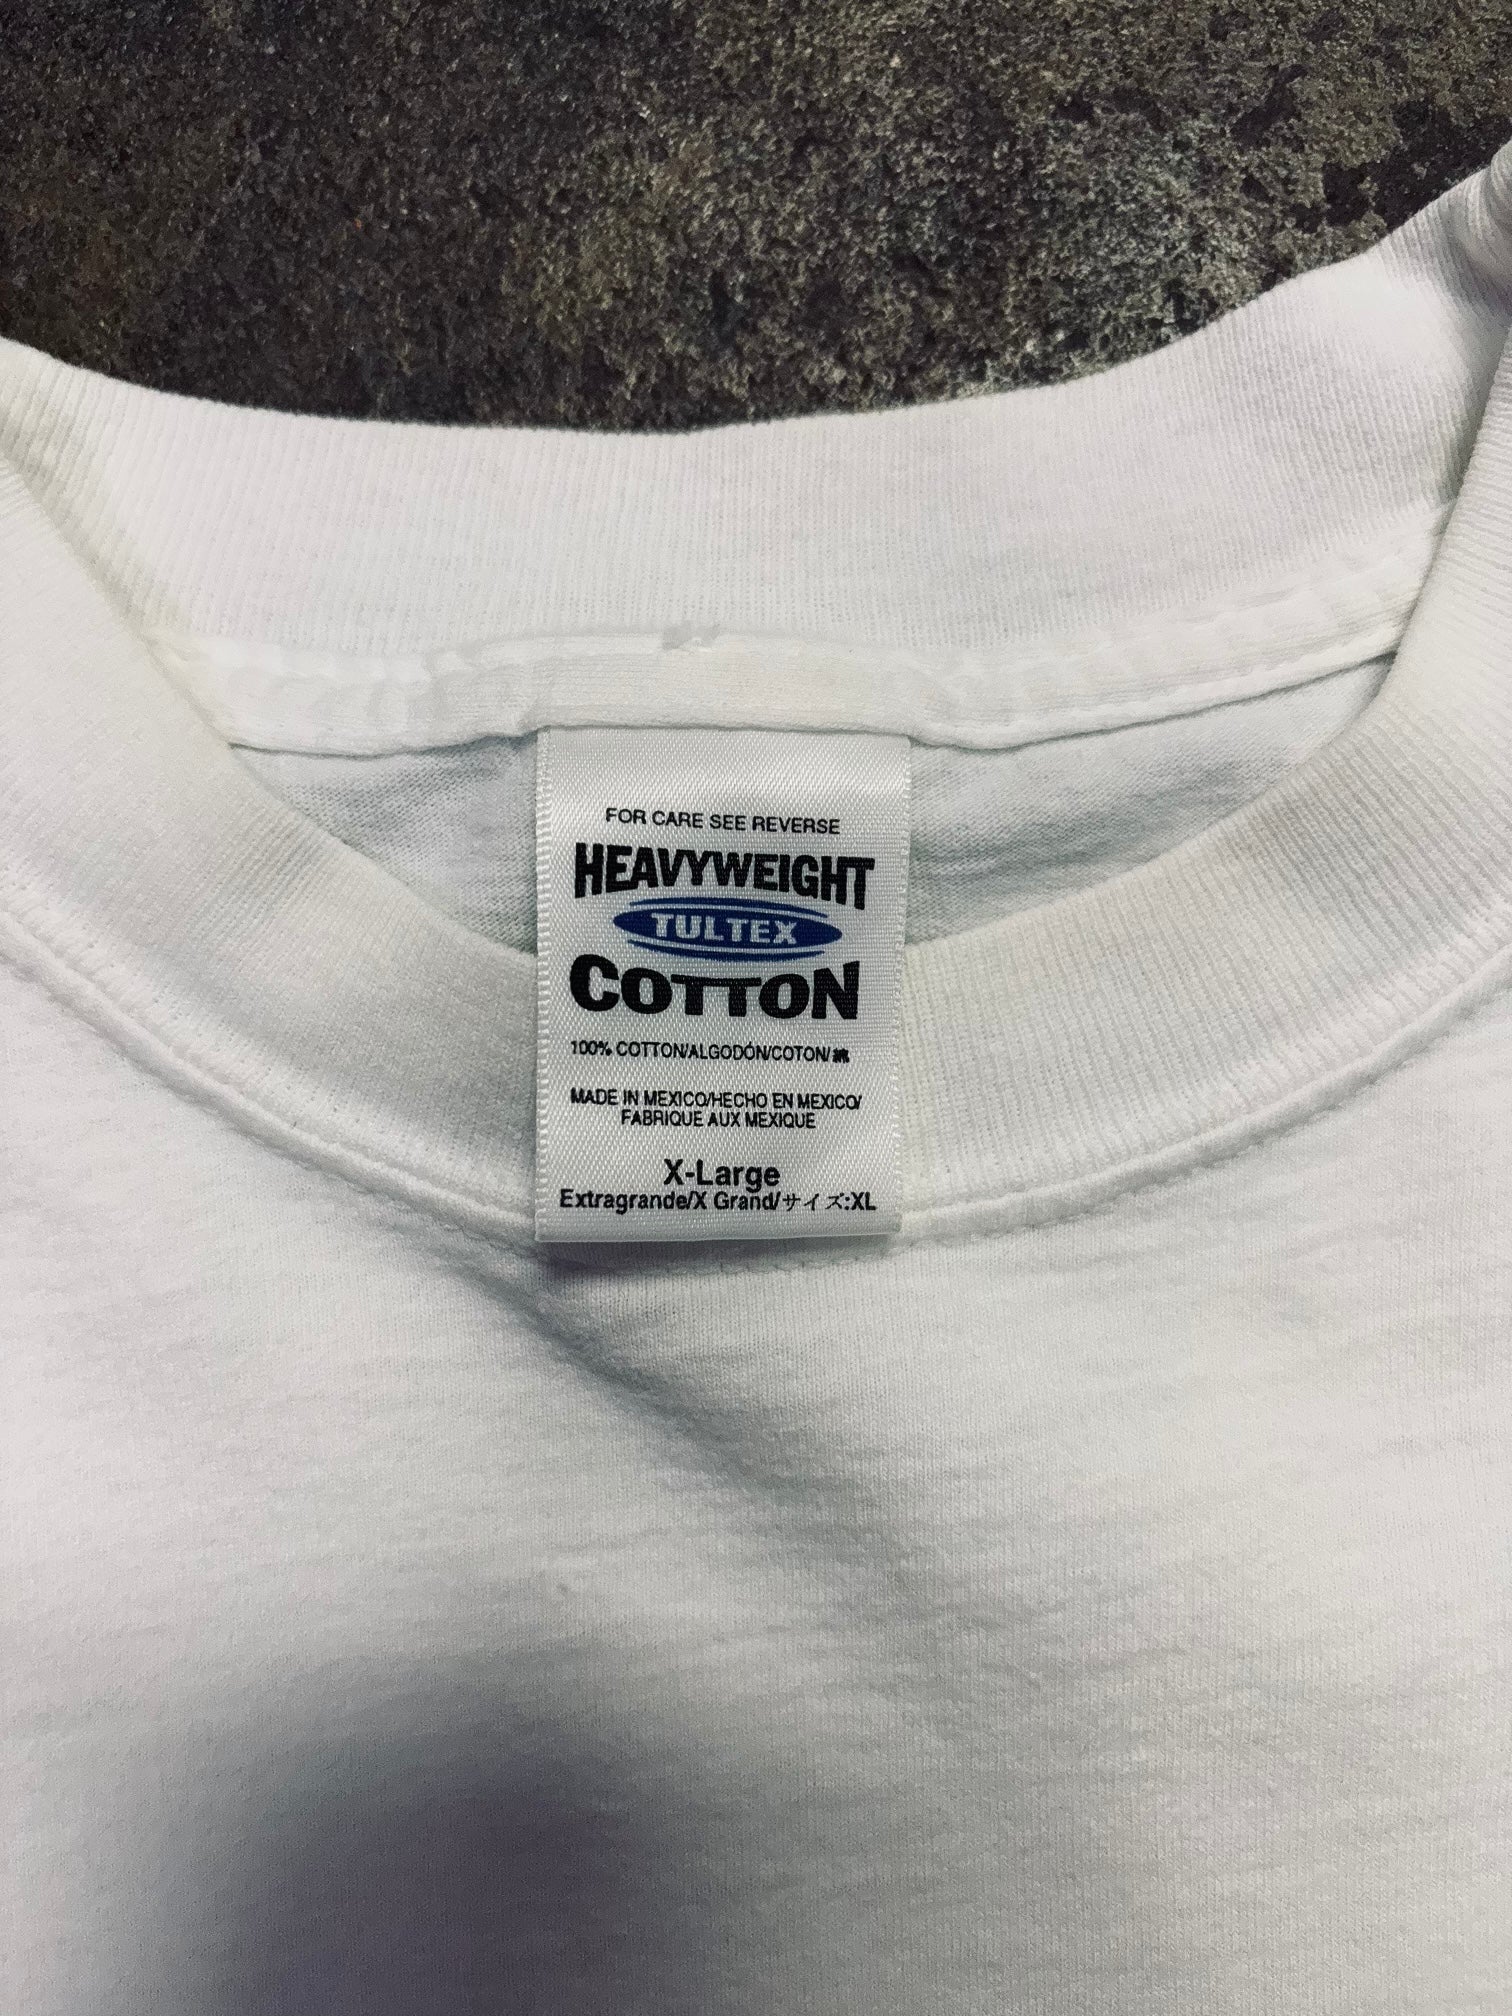 FOR CARE SEE REVERSE
HEAVYWEIGHT
TULTEX
COTTON
100% COTTON/ALGODÓN/COTON/綿
MADE IN MEXICO/HECHO EN MEXICO/
FABRIQUE AUX MEXIQUE
X-Large
Extragrande/X Grand/サイズ:XL